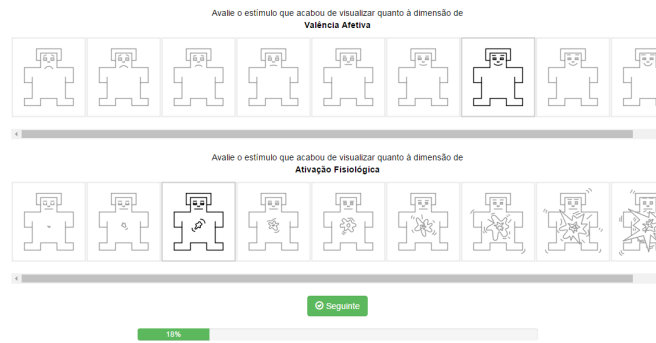 Avalie o estímulo que acabou de visualizar quanto à dimensão de
Valência Afetiva
Avalie o estímulo que acabou de visualizar quanto à dimensão de
Ativação Fisiológica
Seguinte
18%